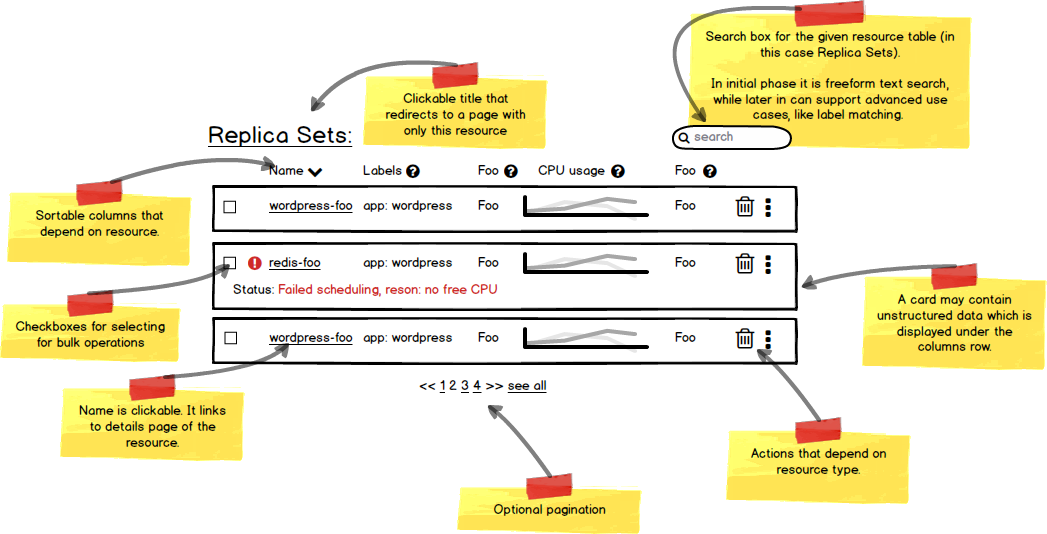 Search box for the given resource table (in
this case Replica Sets).
In initial phase it is freeform text search,
while later in can support advanced use
cases, like label matching.
Clickable title that
redirects to a page with
only this resource
Replica Sets:
search
Name Labels ? Foo ? CPU usage ? Foo ?
Sortable columns that
depend on resource.
wordpress-foo app: wordpress Foo Foo
! redis-foo app: wordpress Foo Foo
Status: Failed scheduling, reson: no free CPU
Checkboxes for selecting
for bulk operations
A card may contain
unstructured data which is
displayed under the
columns row.
wordpress-foo app: wordpress Foo Foo
<< 1 2 3 4 >> see all
Name is clickable. It links
to details page of the
resource.
Actions that depend on
resource type.
Optional pagination